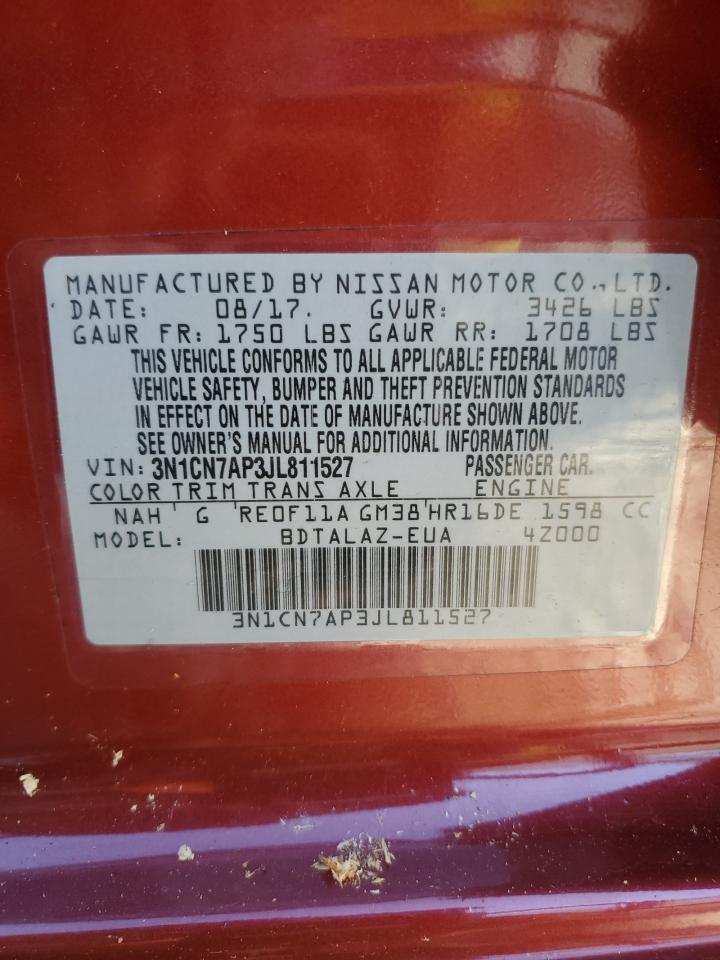 MANUFACTURED BY NISSAN MOTOR CO., LTD.
DATE: 08/17. GVWR: 3426 LBS
GAWR FR: 1750 LBS GAWR RR: 1708 LBS
THIS VEHICLE CONFORMS TO ALL APPLICABLE FEDERAL MOTOR
VEHICLE SAFETY, BUMPER AND THEFT PREVENTION STANDARDS
IN EFFECT ON THE DATE OF MANUFACTURE SHOWN ABOVE.
SEE OWNER'S MANUAL FOR ADDITIONAL INFORMATION.
VIN: 3N1CN7AP3JL811527 PASSENGER CAR.
COLOR TRIM TRANS AXLE ENGINE
NAH G RE0F11A GM38 HR16DE 1598 CC
MODEL: BDTALAZ-EUA 4Z000
3N1CN7AP3JL811527